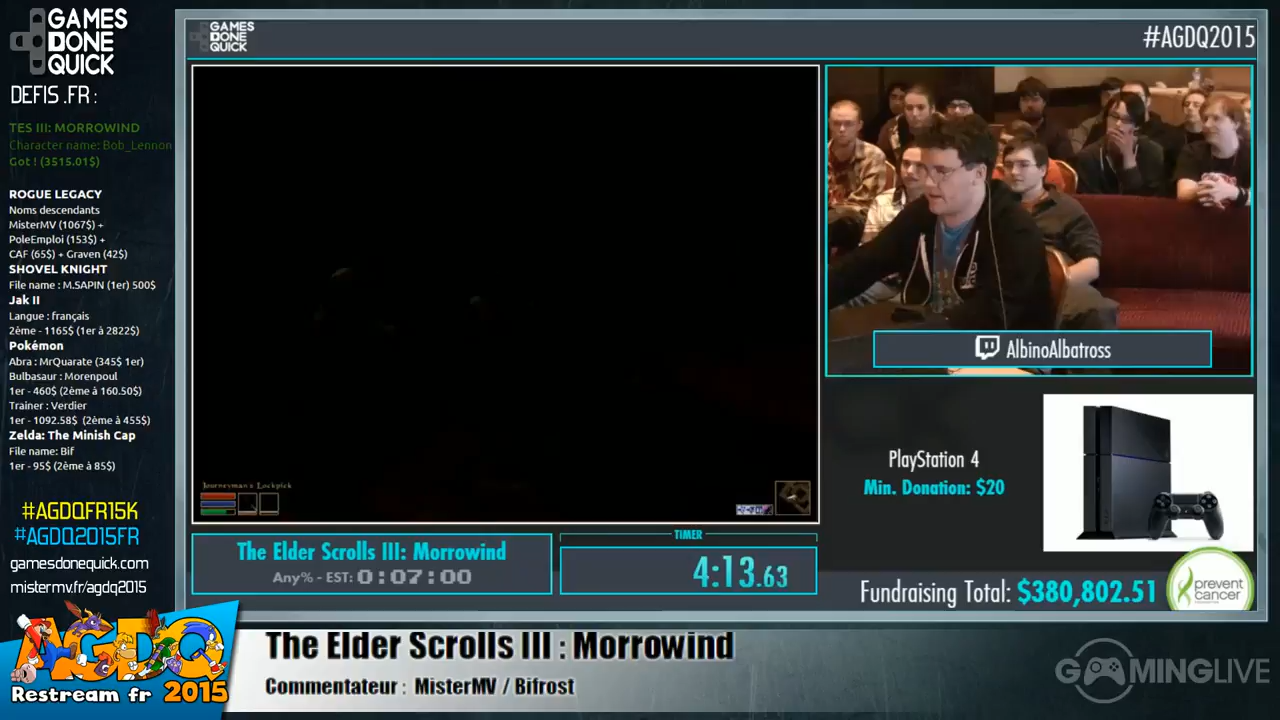 GAMES
DONE
QUICK
DEFIS .FR :
TES III: MORROWIND
Character name: Bob_Lennon
Got ! (3515.01$)
ROGUE LEGACY
Noms descendants
MisterMV (1067$) +
PoleEmploi (153$) +
CAF (65$) + Graven (42$)
SHOVEL KNIGHT
File name : M.SAPIN (1er) 500$
Jak II
Langue : français
2ème - 1165$ (1er à 2822$)
Pokémon
Abra : MrQuarate (345$ 1er)
Bulbasaur : Morenpoul
1er - 460$ (2ème à 160.50$)
Trainer : Verdier
1er - 1092.58$ (2ème à 455$)
Zelda: The Minish Cap
File name: Bif
1er - 95$ (2ème à 85$)
#AGDQFR15K
#AGDQ2015FR
gamesdonequick.com
mistermv.fr/agdq2015
AGDQ
Restream fr 2015
GAMES
DONE
QUICK
#AGDQ2015
Journeyman's Lockpick
AlbinoAlbatross
PlayStation 4
Min. Donation: $20
The Elder Scrolls III: Morrowind
Any% - EST: 0:07:00
TIMER
4:13.63
Fundraising Total: $380,802.51
prevent
cancer
The Elder Scrolls III : Morrowind
Commentateur : MisterMV / Bifrost
GAMINGLIVE